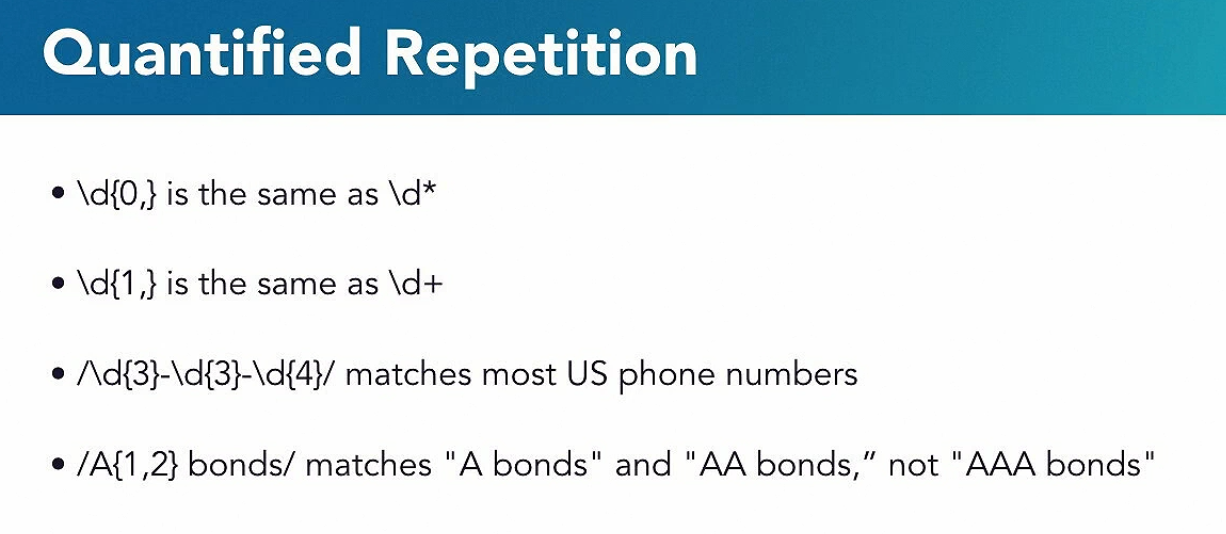 Quantified Repetition
• \d{0,} is the same as \d*
• \d{1,} is the same as \d+
• /\d{3}-\d{3}-\d{4}/ matches most US phone numbers
• /A{1,2} bonds/ matches "A bonds" and "AA bonds,” not "AAA bonds"